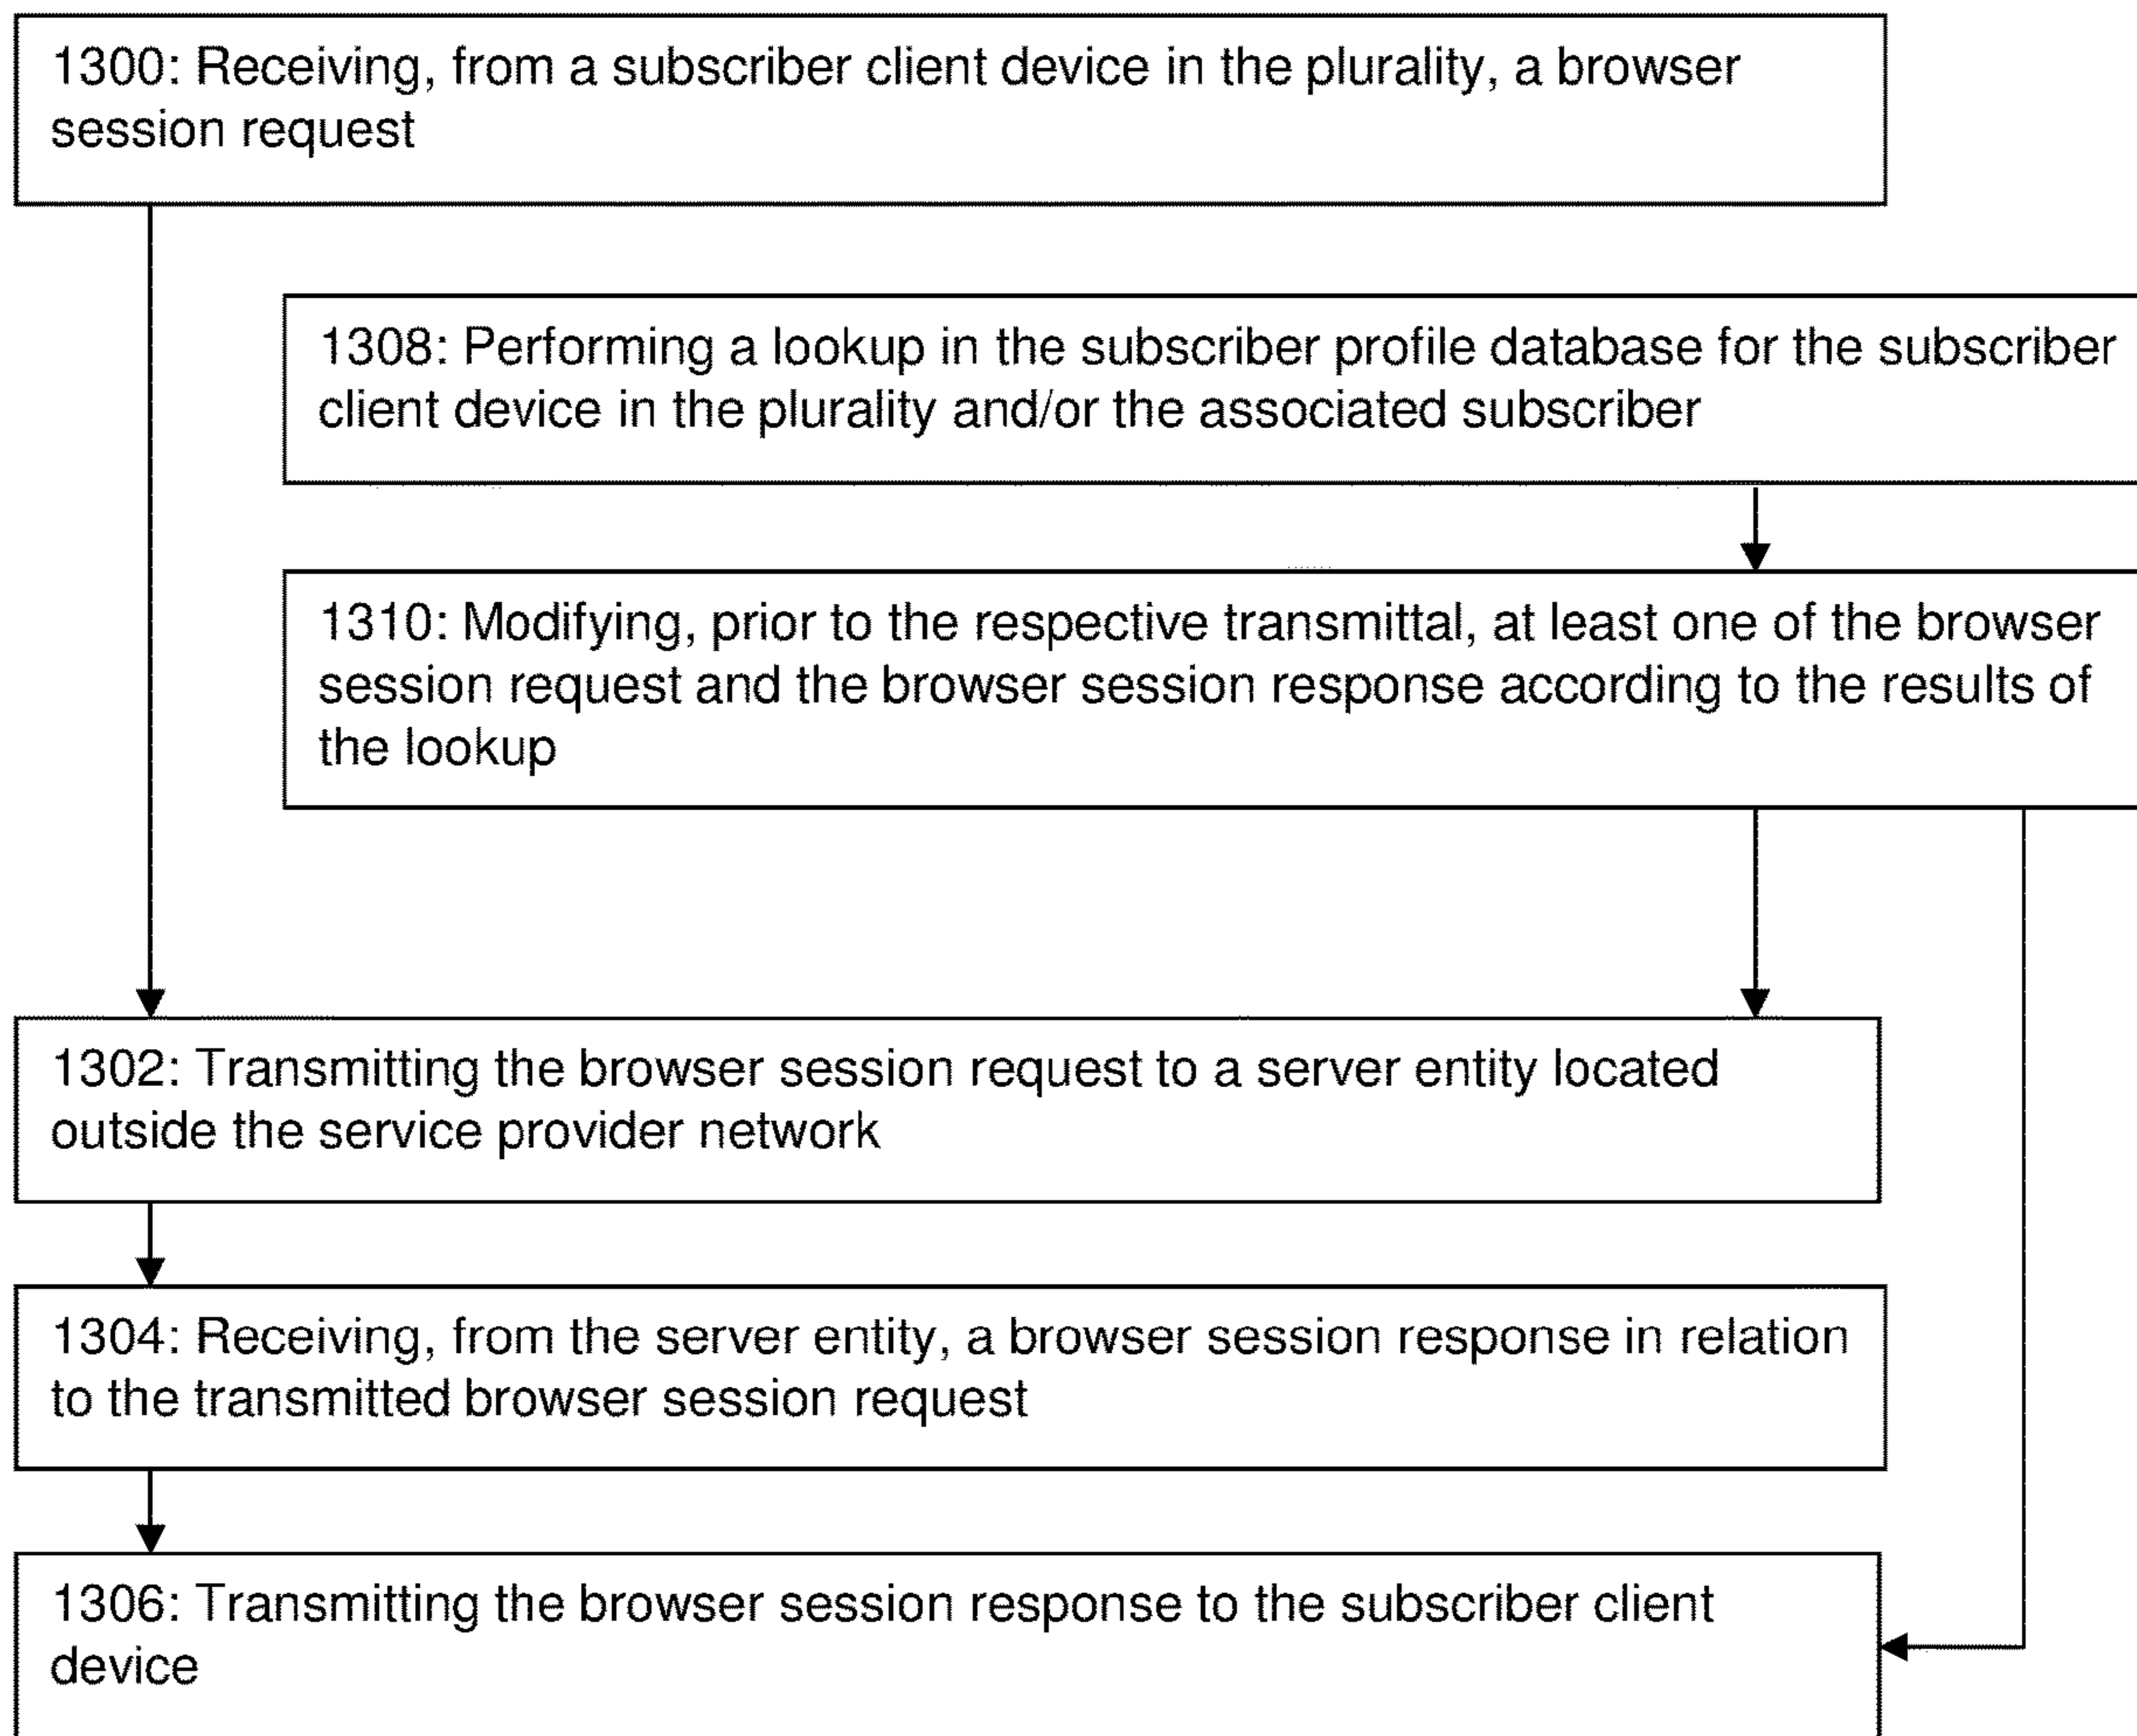 1300: Receiving, from a subscriber client device in the plurality, a browser
session request
1308: Performing a lookup in the subscriber profile database for the subscriber
client device in the plurality and/or the associated subscriber
1310: Modifying, prior to the respective transmittal, at least one of the browser
session request and the browser session response according to the results of
the lookup
1302: Transmitting the browser session request to a server entity located
outside the service provider network
1304: Receiving, from the server entity, a browser session response in relation
to the transmitted browser session request
1306: Transmitting the browser session response to the subscriber client
device